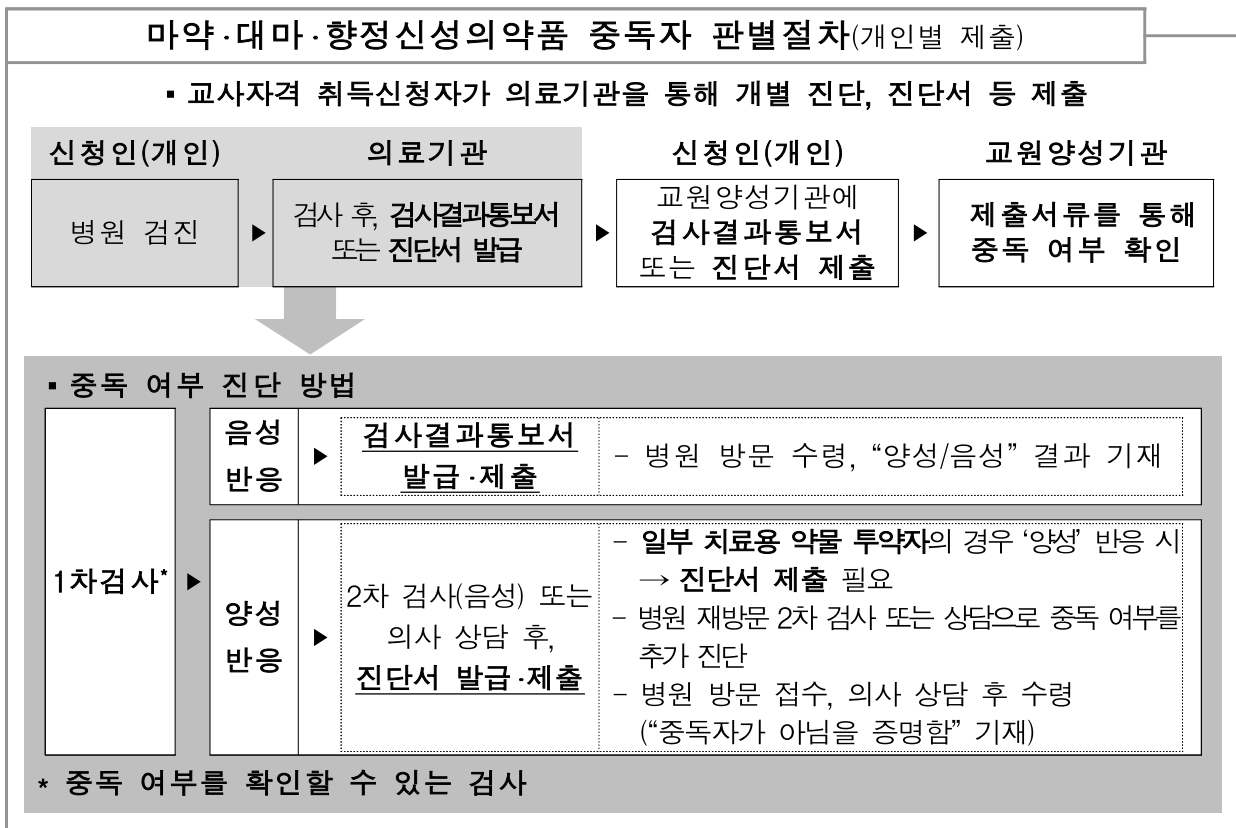 마약·대마·향정신성의약품 중독자 판별절차(개인별 제출)
▪ 교사자격 취득신청자가 의료기관을 통해 개별 진단, 진단서 등 제출
신청인(개인)
병원 검진
▶
의료기관
검사 후, 검사결과통보서
또는 진단서 발급
▶
신청인(개인)
교원양성기관에
검사결과통보서
또는 진단서 제출
▶
교원양성기관
제출서류를 통해
중독 여부 확인
▪ 중독 여부 진단 방법
1차검사*
▶
음성
반응
▶
검사결과통보서
발급·제출
– 병원 방문 수령, “양성/음성” 결과 기재
양성
반응
▶
2차 검사(음성) 또는
의사 상담 후,
진단서 발급·제출
– 일부 치료용 약물 투약자의 경우 ‘양성’ 반응 시
→ 진단서 제출 필요
– 병원 재방문 2차 검사 또는 상담으로 중독 여부를
추가 진단
– 병원 방문 접수, 의사 상담 후 수령
(“중독자가 아님을 증명함” 기재)
* 중독 여부를 확인할 수 있는 검사